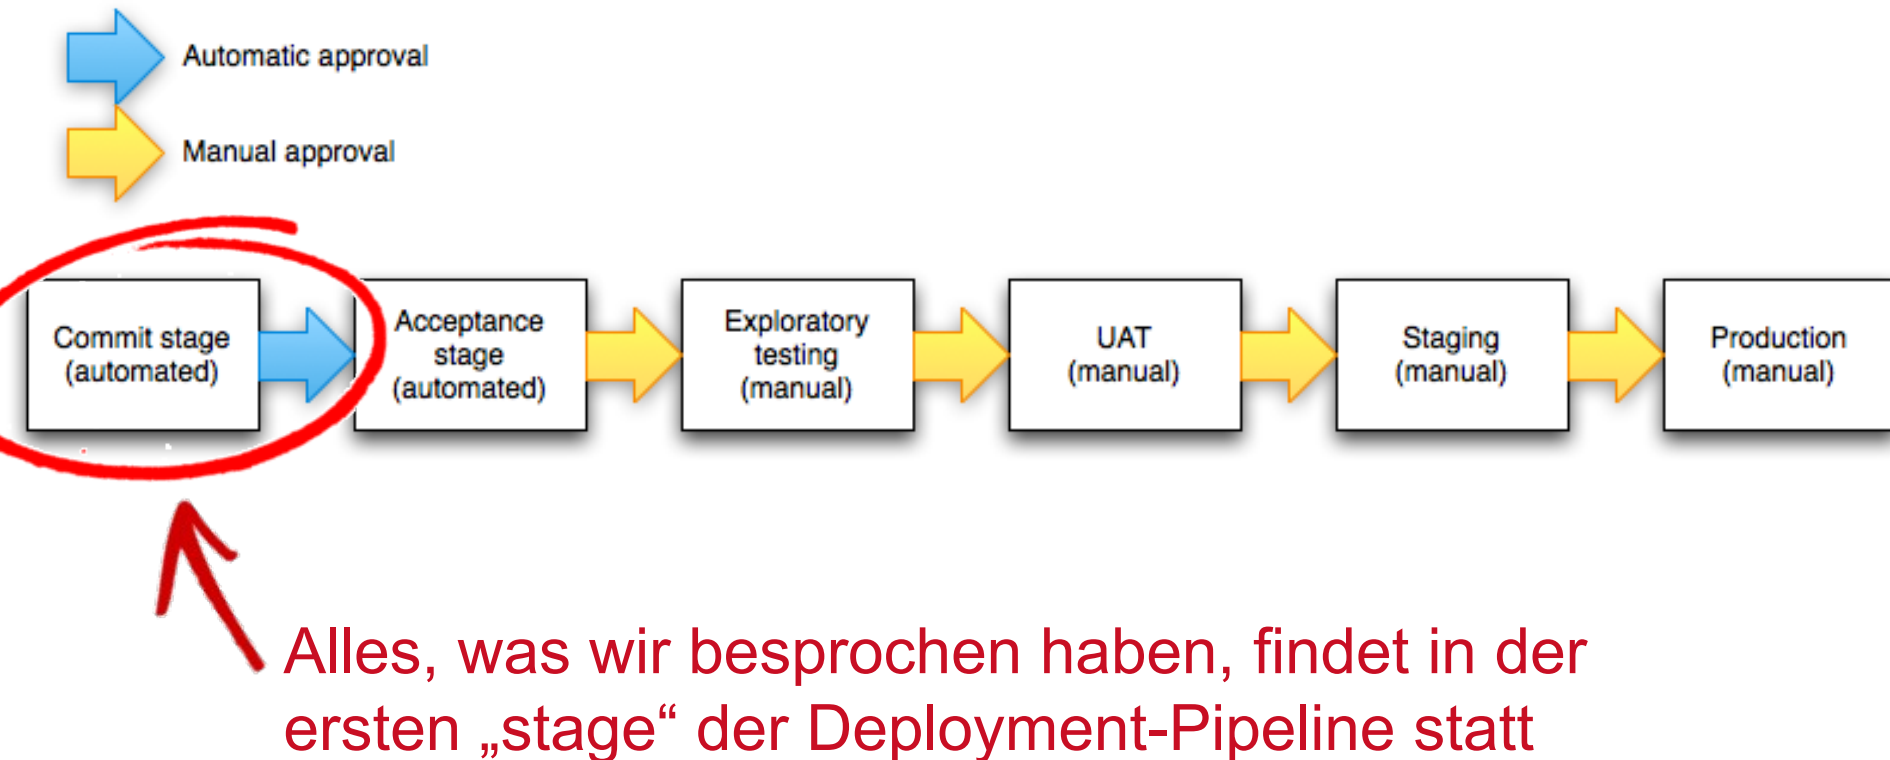 Automatic approval
Manual approval
Commit stage
(automated)
Acceptance
stage
(automated)
Exploratory
testing
(manual)
UAT
(manual)
Staging
(manual)
Production
(manual)
Alles, was wir besprochen haben, findet in der
ersten „stage“ der Deployment-Pipeline statt